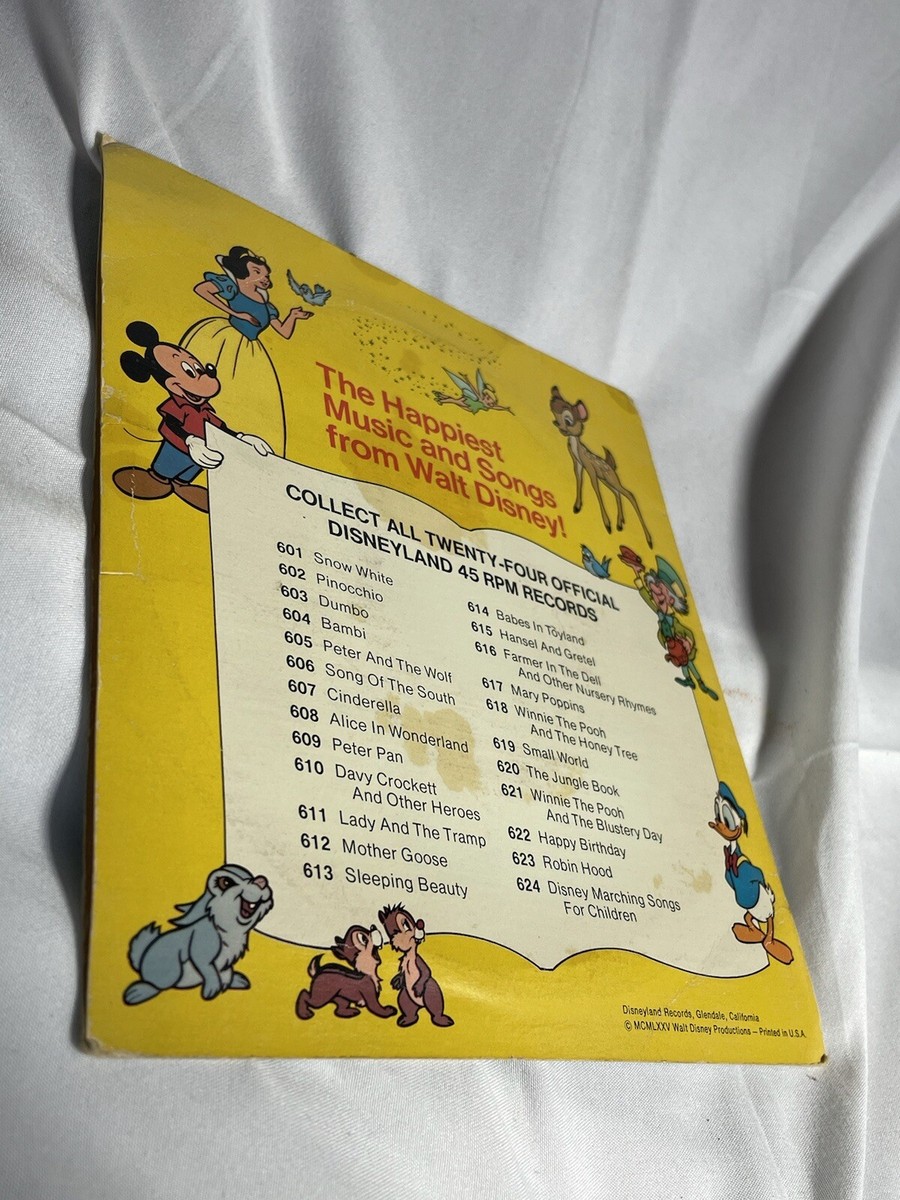 The Happiest
Music and Songs
from Walt Disney!
COLLECT ALL TWENTY-FOUR OFFICIAL
DISNEYLAND 45 RPM RECORDS
601 Snow White
602 Pinocchio
603 Dumbo
604 Bambi
605 Peter And The Wolf
606 Song Of The South
607 Cinderella
608 Alice In Wonderland
609 Peter Pan
610 Davy Crockett
And Other Heroes
611 Lady And The Tramp
612 Mother Goose
613 Sleeping Beauty
614 Babes In Toyland
615 Hansel And Gretel
616 Farmer In The Dell
And Other Nursery Rhymes
617 Mary Poppins
618 Winnie The Pooh
And The Honey Tree
619 Small World
620 The Jungle Book
621 Winnie The Pooh
And The Blustery Day
622 Happy Birthday
623 Robin Hood
624 Disney Marching Songs
For Children
Disneyland Records, Glendale, California
© MCMLXXV Walt Disney Productions – Printed in U.S.A.